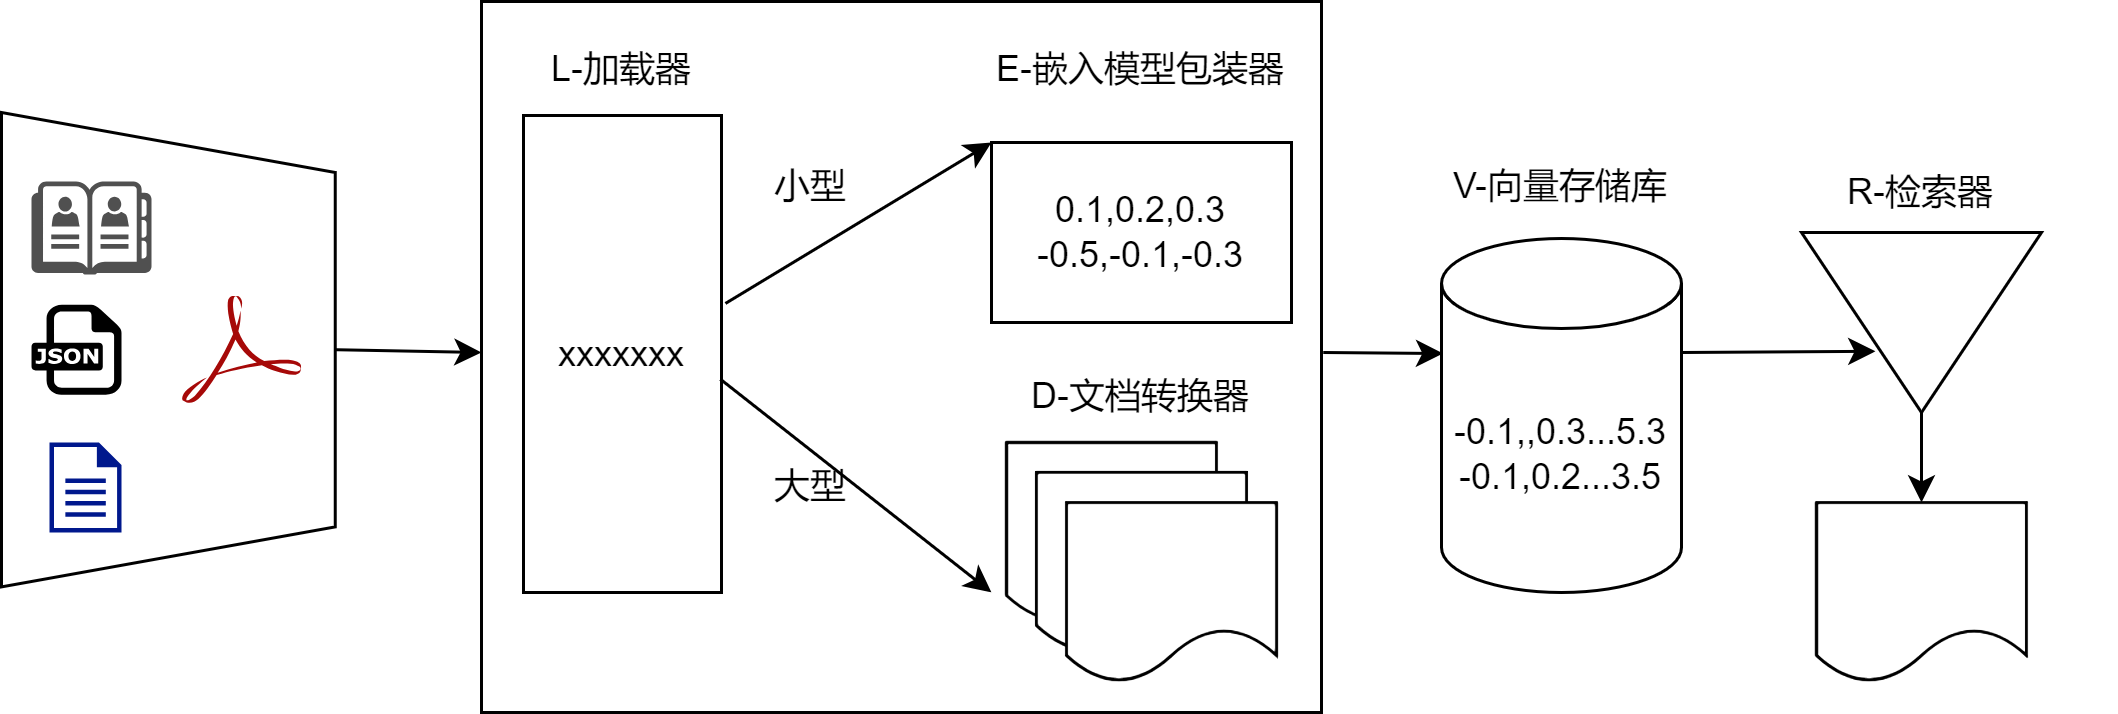 L-加载器
E-嵌入模型包装器
小型
0.1,0.2,0.3
-0.5,-0.1,-0.3
V-向量存储库
R-检索器
JSON
xxxxxxx
D-文档转换器
大型
-0.1,,0.3...5.3
-0.1,0.2...3.5